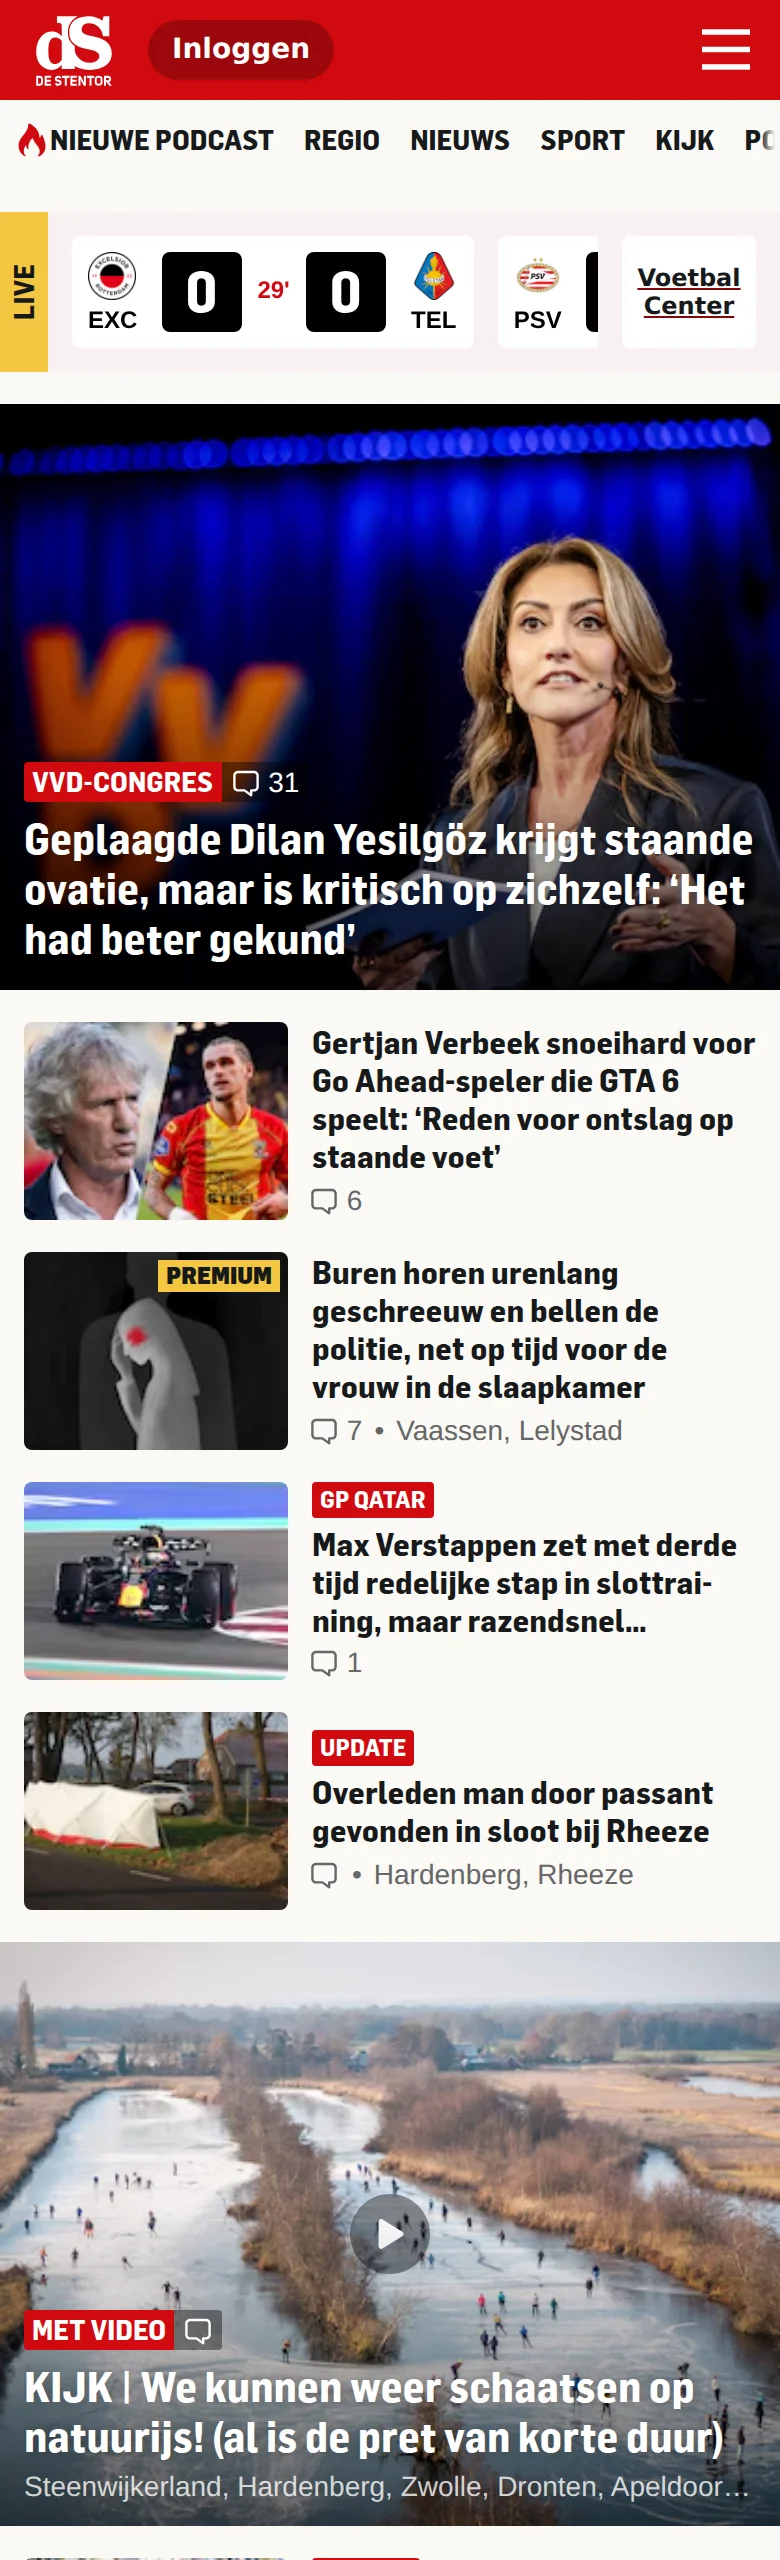 dS
DE STENTOR
Inloggen
NIEUWE PODCAST REGIO NIEUWS SPORT KIJK PO
LIVE
EXC 0 29' 0 TEL
PSV
Voetbal
Center
VVD-CONGRES 31
Geplaagde Dilan Yesilgöz krijgt staande
ovatie, maar is kritisch op zichzelf: ‘Het
had beter gekund’
Gertjan Verbeek snoeihard voor
Go Ahead-speler die GTA 6
speelt: ‘Reden voor ontslag op
staande voet’
6
PREMIUM
Buren horen urenlang
geschreeuw en bellen de
politie, net op tijd voor de
vrouw in de slaapkamer
7 • Vaassen, Lelystad
GP QATAR
Max Verstappen zet met derde
tijd redelijke stap in slottrai-
ning, maar razendsnel...
1
UPDATE
Overleden man door passant
gevonden in sloot bij Rheeze
• Hardenberg, Rheeze
MET VIDEO
KIJK | We kunnen weer schaatsen op
natuurijs! (al is de pret van korte duur)
Steenwijkerland, Hardenberg, Zwolle, Dronten, Apeldoor...